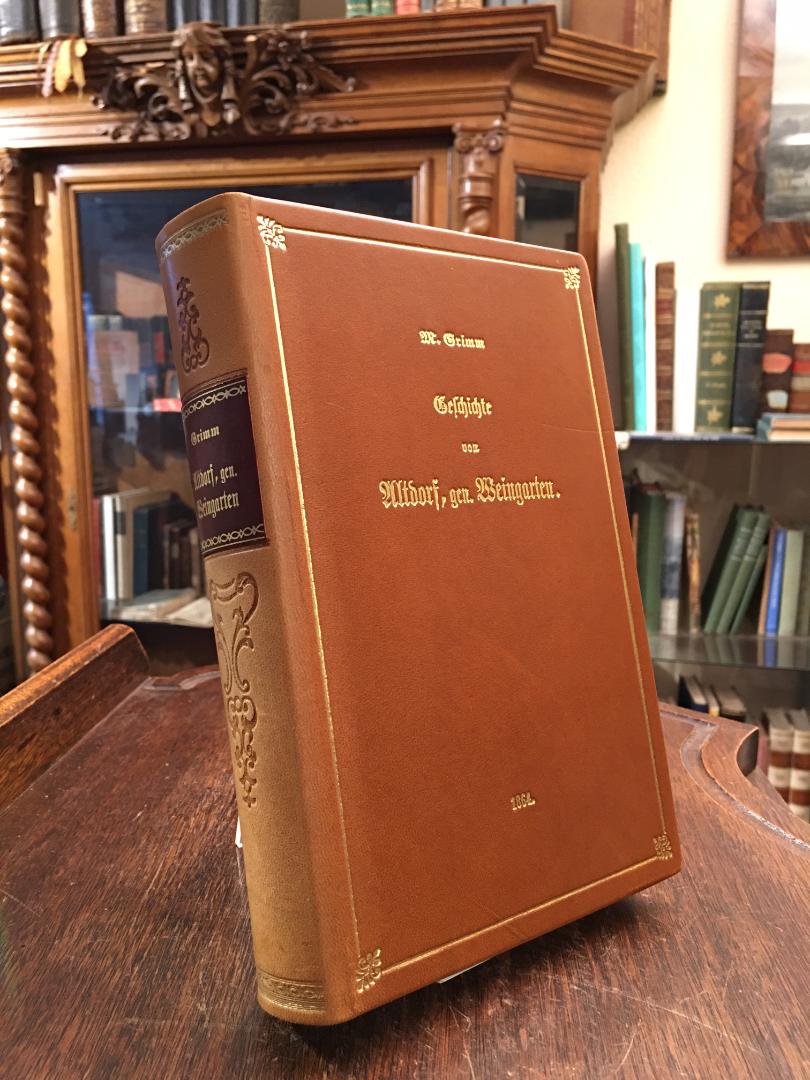 M. Grimm
Geschichte
von
Altdorf, gen. Weingarten.
1864.
Grimm
Altdorf, gen.
Weingarten